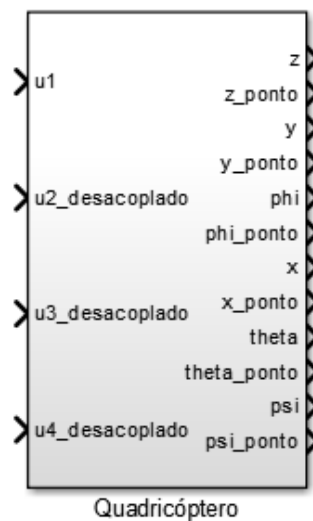 z
u1
z_ponto
y
y_ponto
u2_desacoplado
phi
phi_ponto
x
x_ponto
u3_desacoplado
theta
theta_ponto
psi
u4_desacoplado
psi_ponto
Quadricóptero